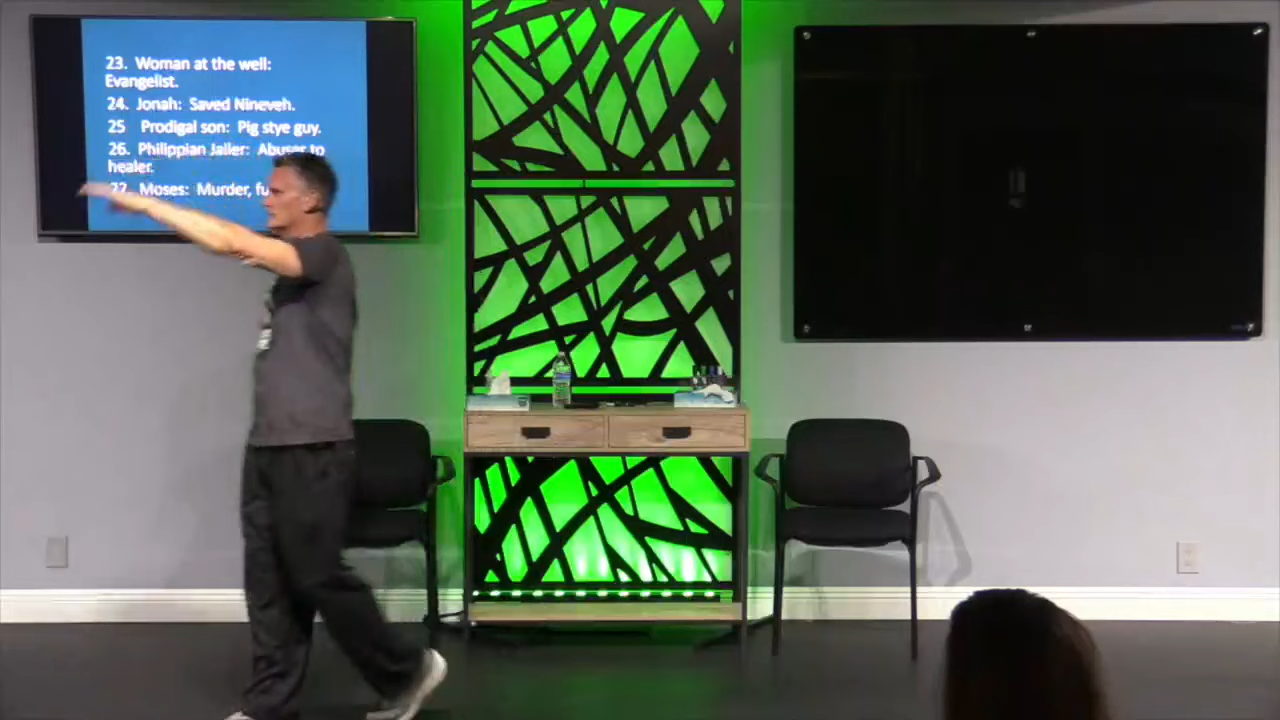 23. Woman at the well:
Evangelist.
24. Jonah: Saved Nineveh.
25 Prodigal son: Pig stye guy.
26. Philippian Jailer: Abuser to
healer.
27. Moses: Murder,